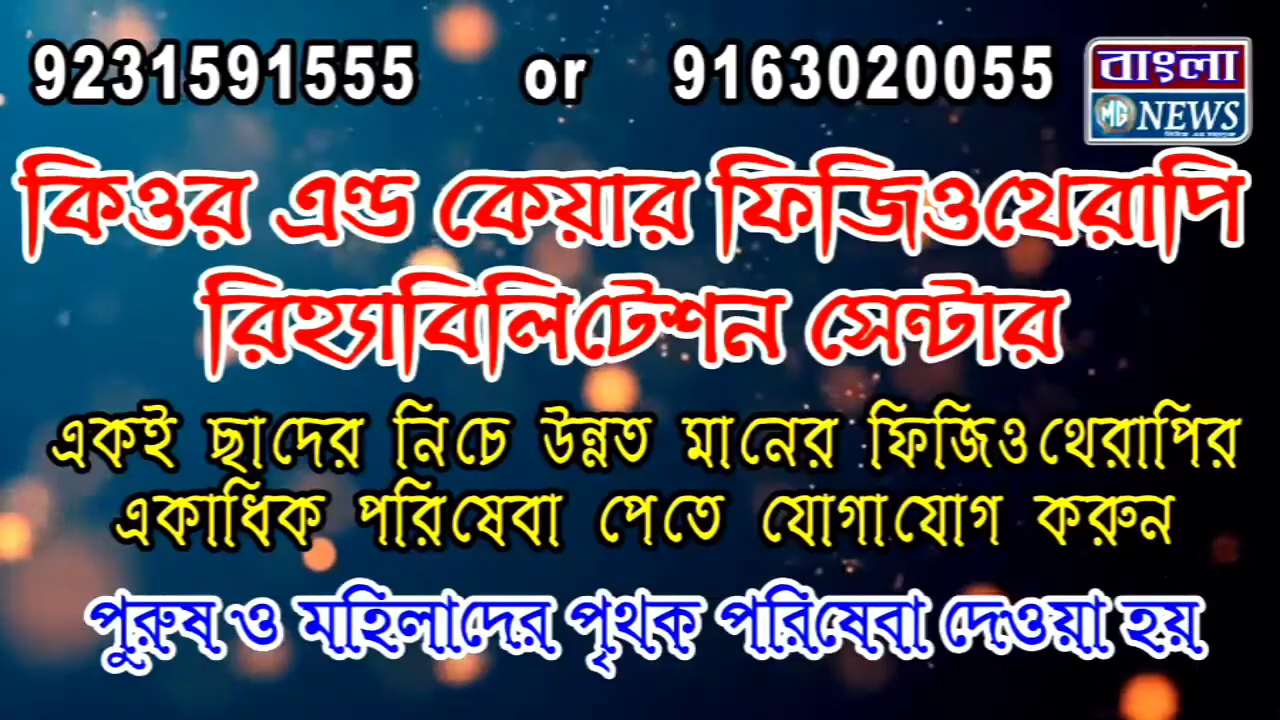 9231591555 or 9163020055
বাংলা
MG NEWS
কিওর এণ্ড কেয়ার ফিজিওথেরাপি
রিহ্যাবিলিটেশন সেন্টার
একই ছাদের নিচে উন্নত মানের ফিজিওথেরাপির
একাধিক পরিষেবা পেতে যোগাযোগ করুন
পুরুষ ও মহিলাদের পৃথক পরিষেবা দেওয়া হয়